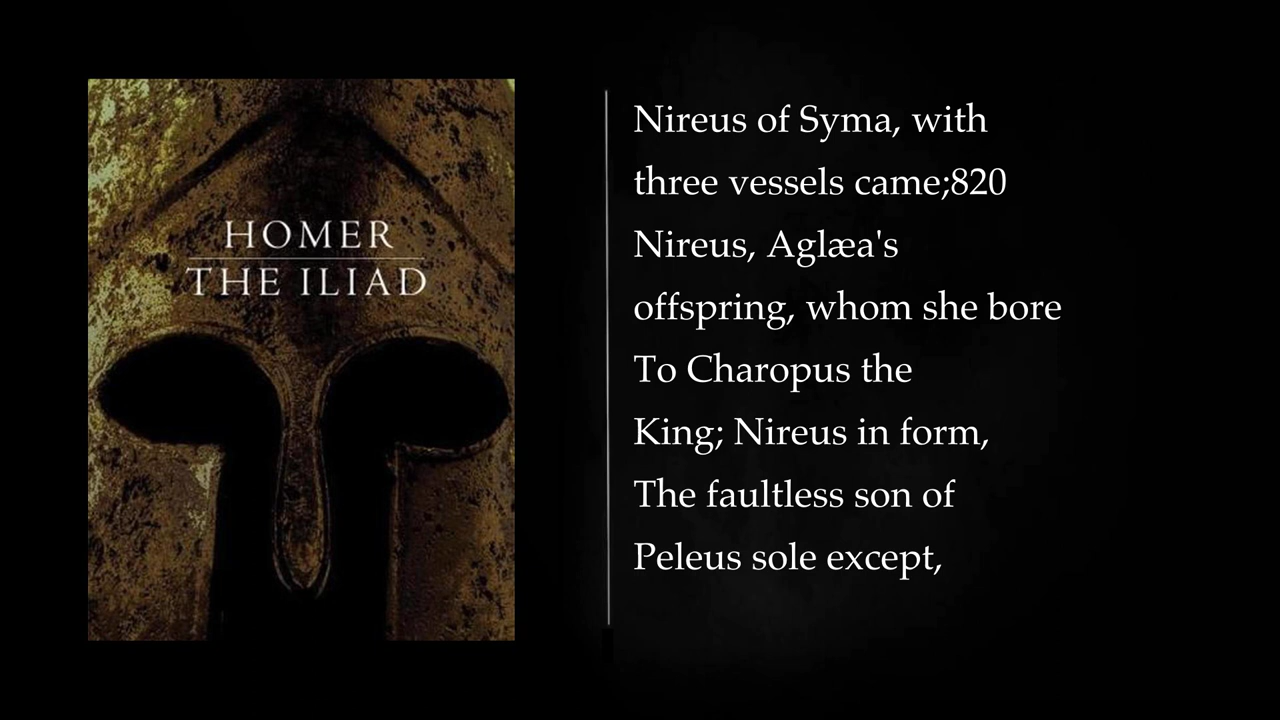 HOMER
THE ILIAD
Nireus of Syma, with
three vessels came;820
Nireus, Aglæa's
offspring, whom she bore
To Charopus the
King; Nireus in form,
The faultless son of
Peleus sole except,